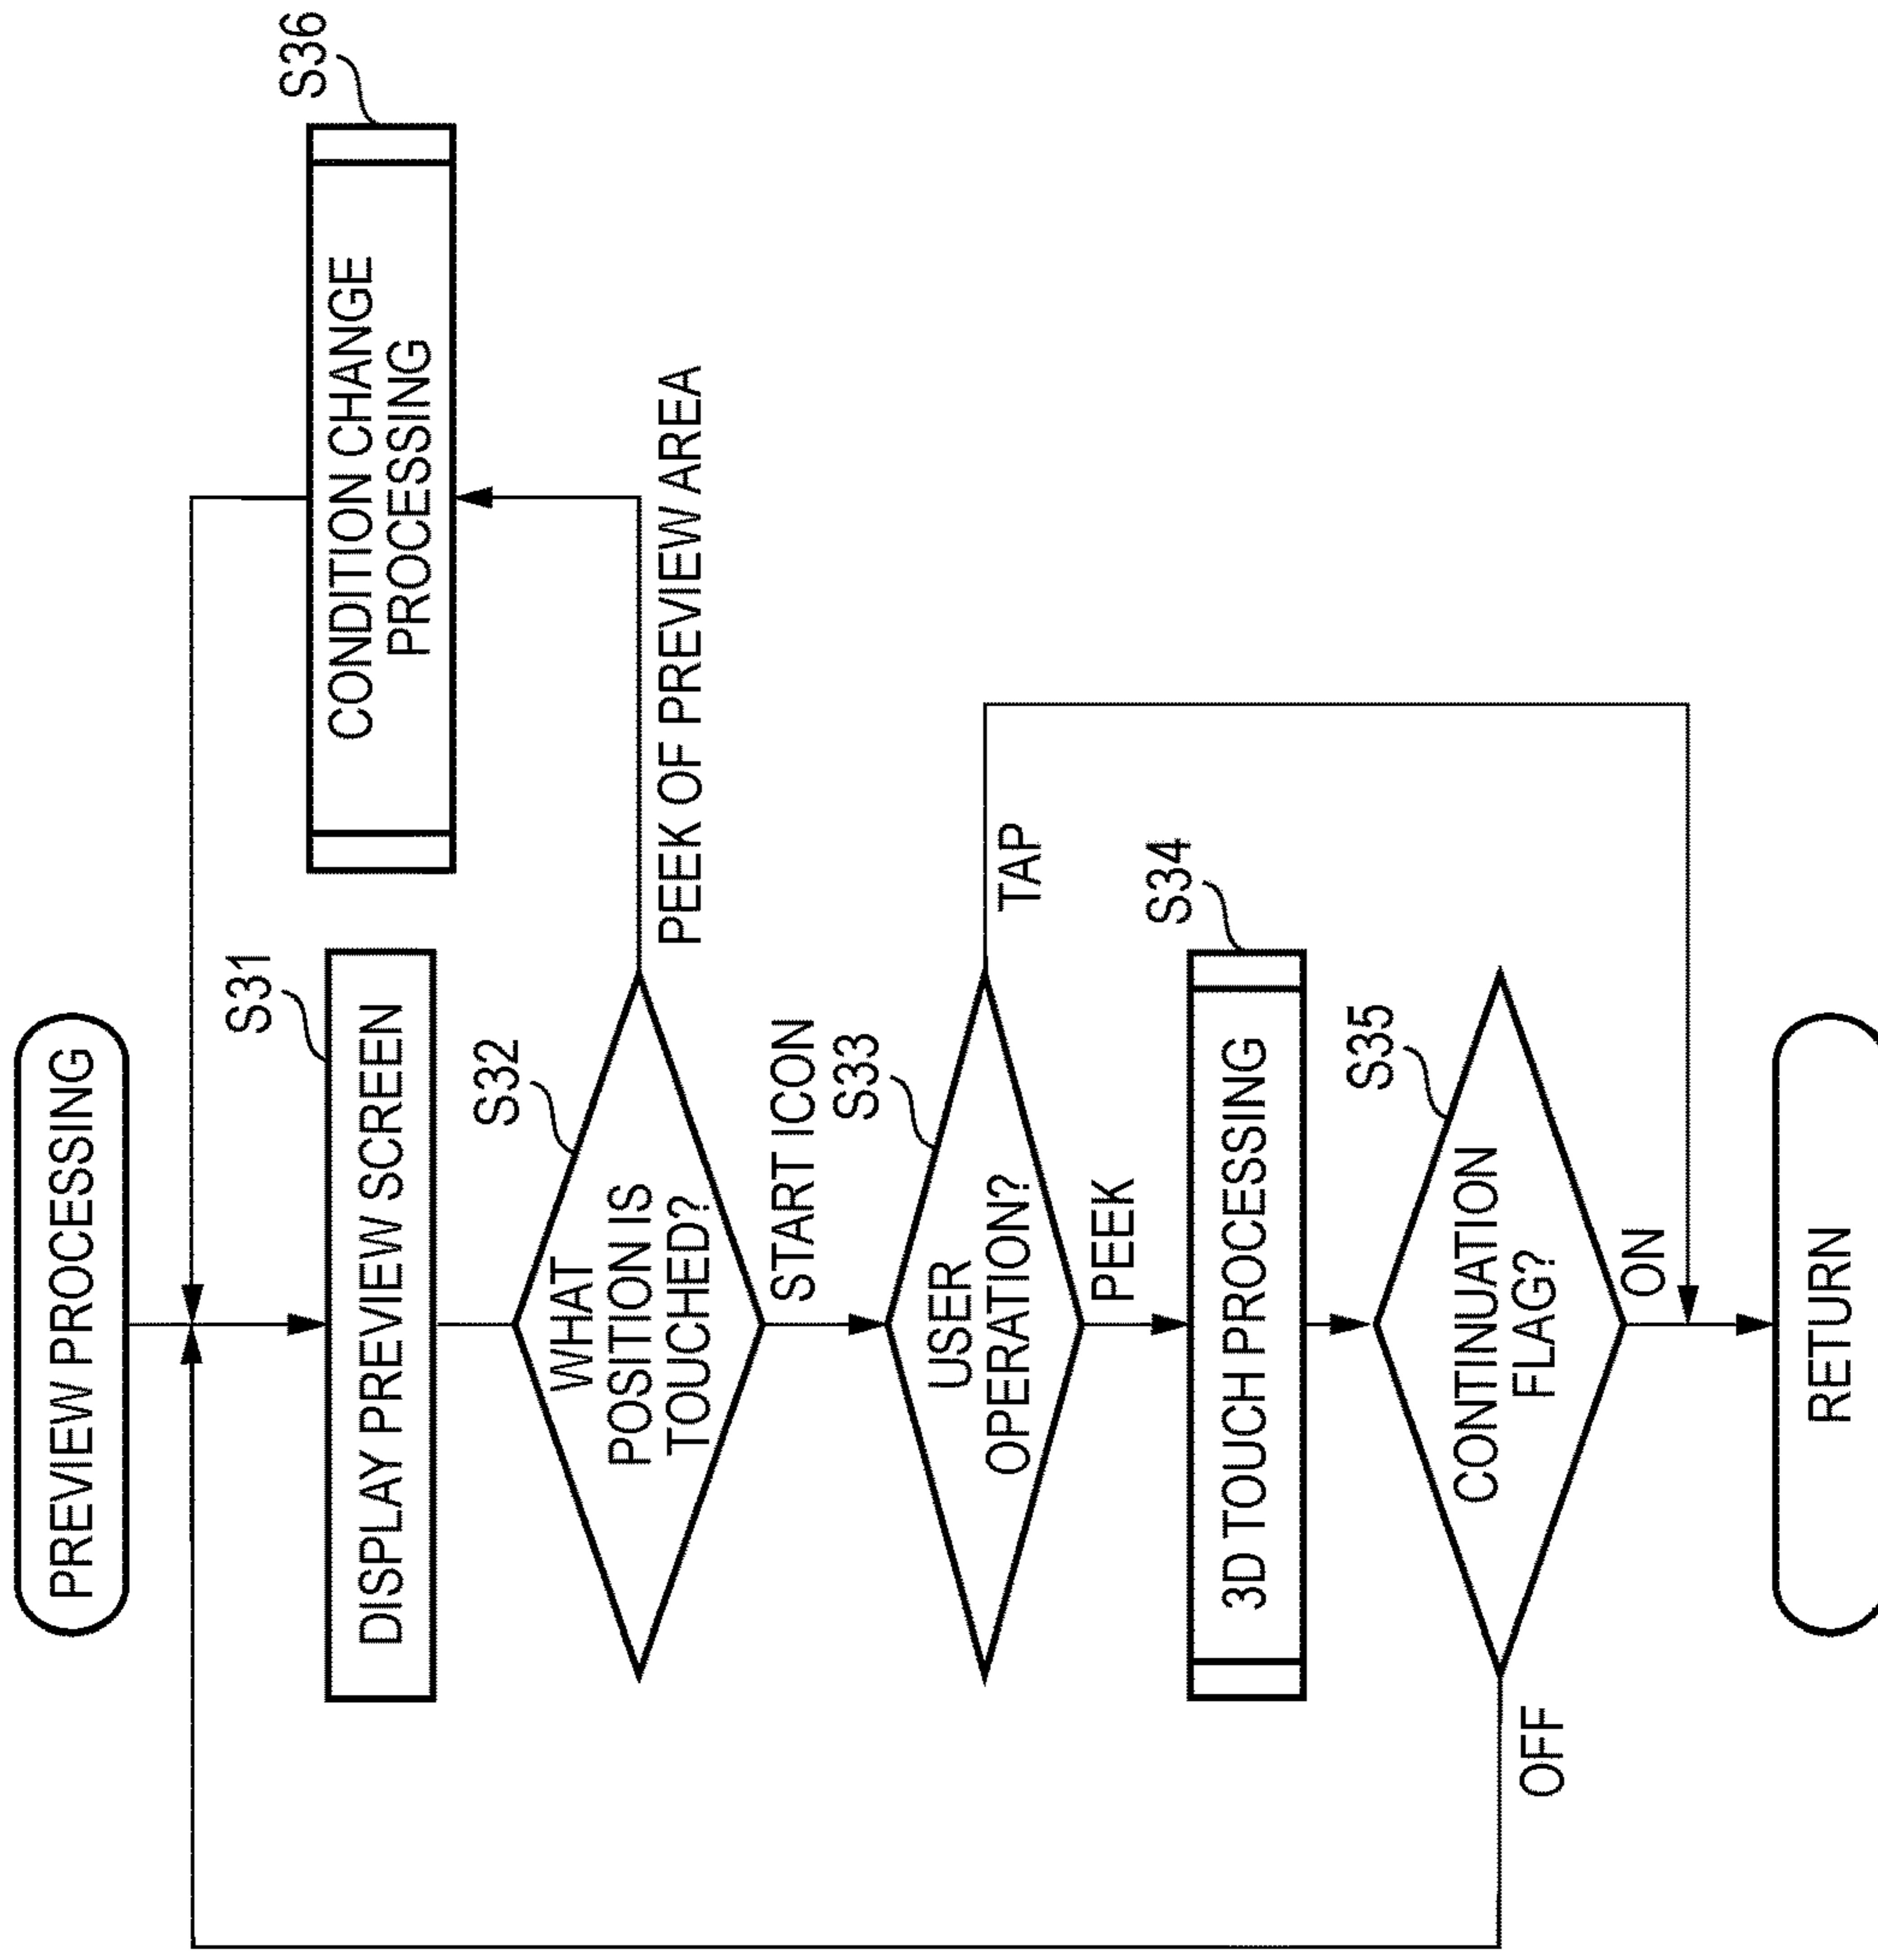 PREVIEW PROCESSING
S31
DISPLAY PREVIEW SCREEN
S36
CONDITION CHANGE
PROCESSING
S32
WHAT
POSITION IS
TOUCHED?
PEEK OF PREVIEW AREA
START ICON
S33
USER
OPERATION?
TAP
PEEK
S34
3D TOUCH PROCESSING
S35
CONTINUATION
FLAG?
OFF
ON
RETURN